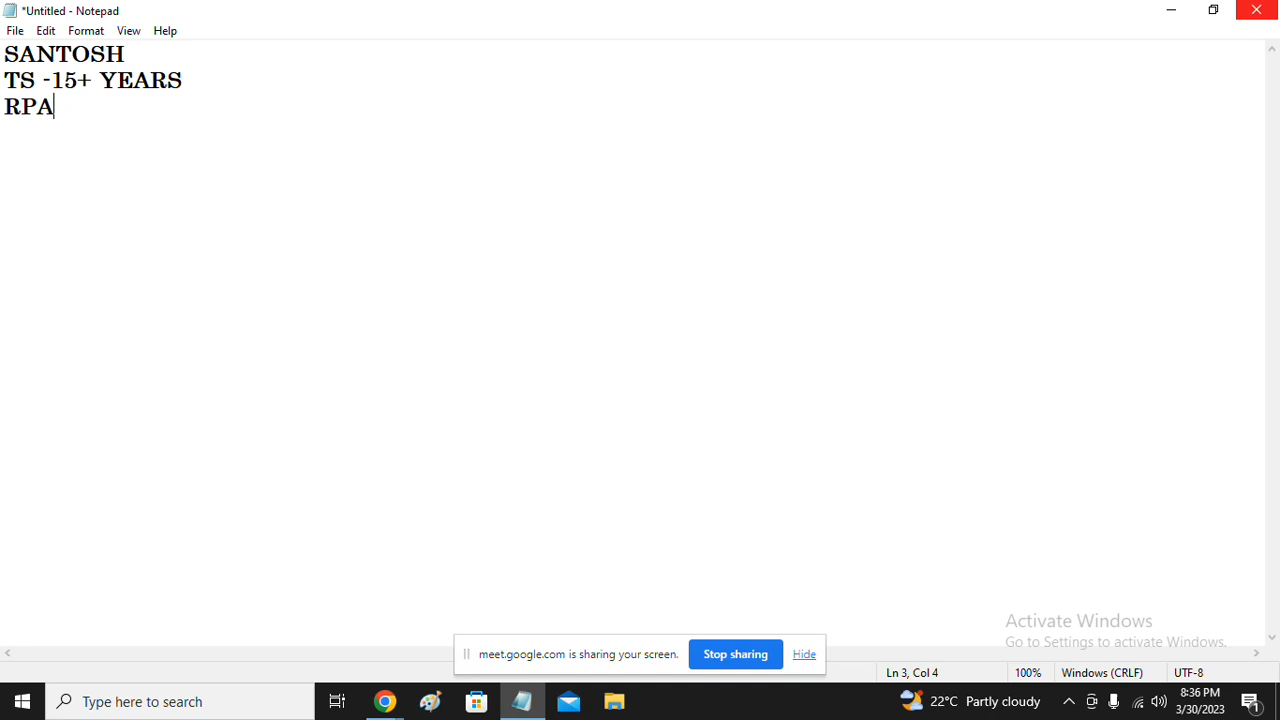 *Untitled - Notepad
File Edit Format View Help
SANTOSH
TS -15+ YEARS
RPA
Activate Windows
Go to Settings to activate Windows.
meet.google.com is sharing your screen. Stop sharing Hide
Ln 3, Col 4 100% Windows (CRLF) UTF-8
Type here to search 22°C Partly cloudy 8:36 PM
3/30/2023 1